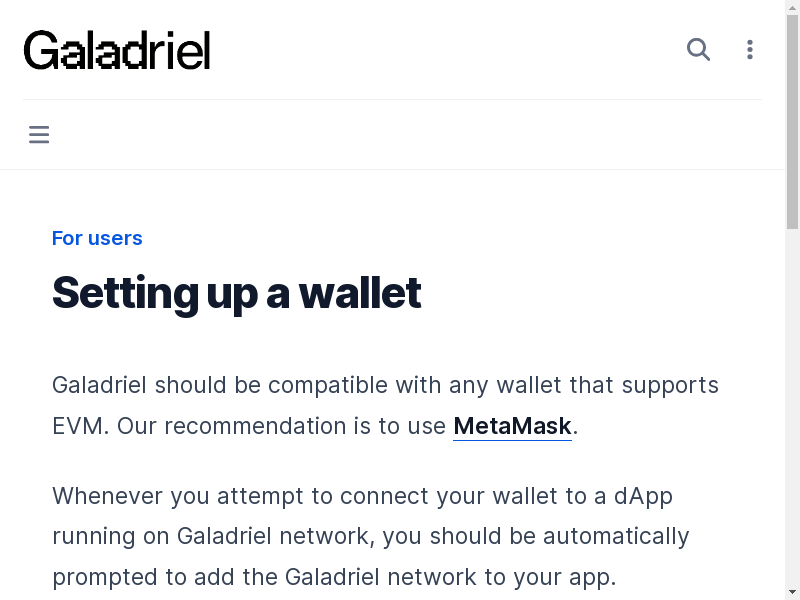 Galadriel
For users
Setting up a wallet
Galadriel should be compatible with any wallet that supports
EVM. Our recommendation is to use MetaMask.
Whenever you attempt to connect your wallet to a dApp
running on Galadriel network, you should be automatically
prompted to add the Galadriel network to your app.